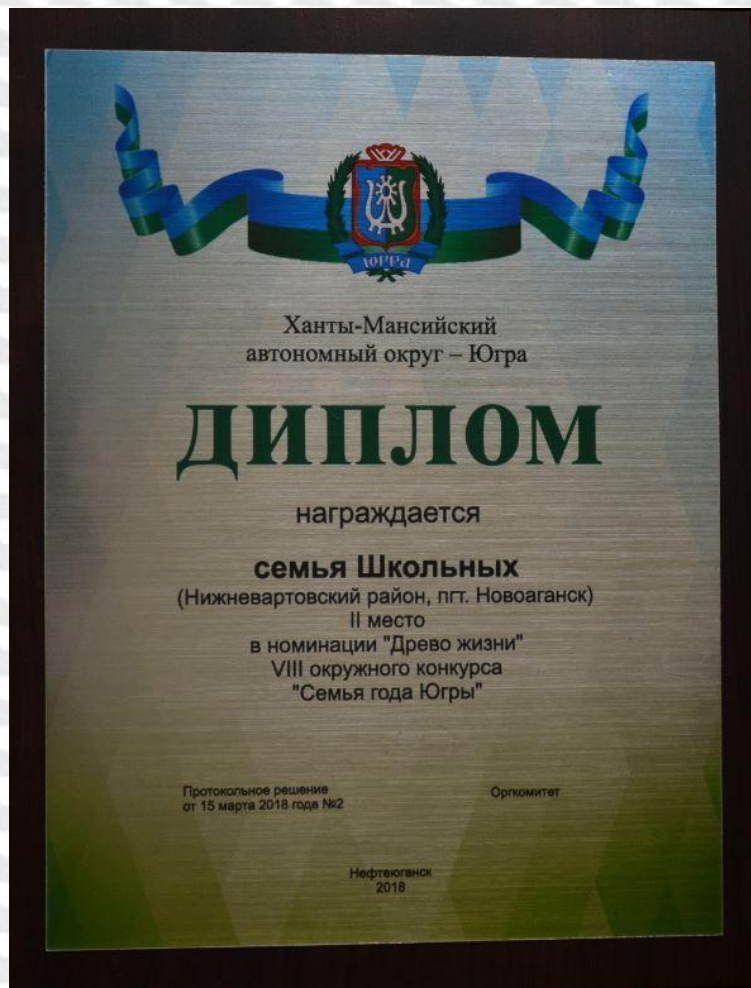 ЮГРА
Ханты-Мансийский
автономный округ – Югра
ДИПЛОМ
награждается
семья Школьных
(Нижневартовский район, пгт. Новоаганск)
II место
в номинации "Древо жизни"
VIII окружного конкурса
"Семья года Югры"
Протокольное решение
от 15 марта 2018 года №2
Оргкомитет
Нефтеюганск
2018